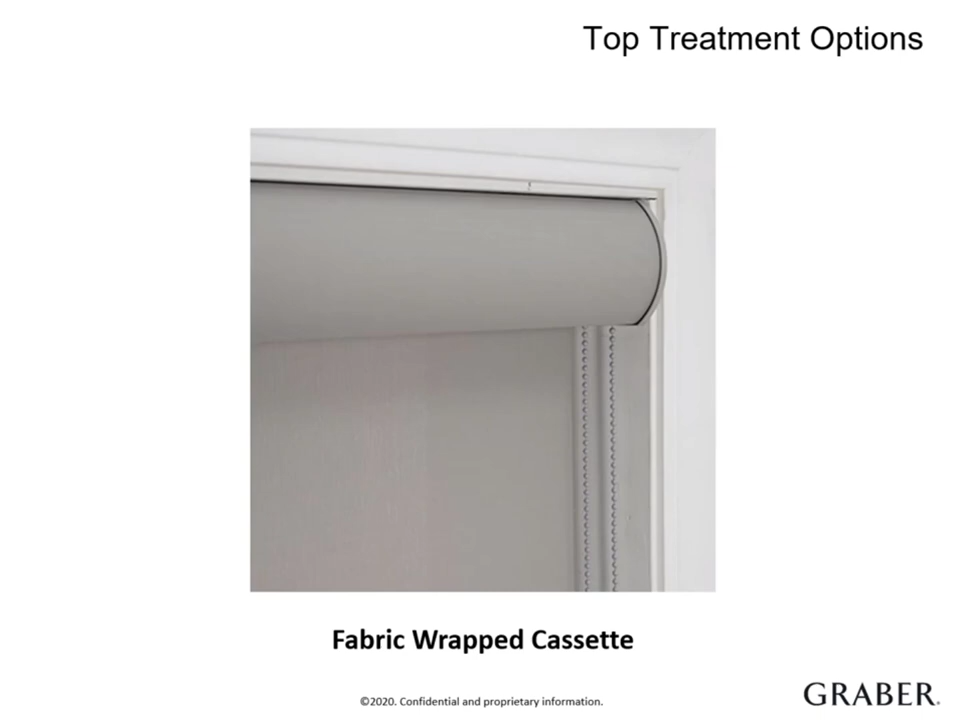 Top Treatment Options
Fabric Wrapped Cassette
©2020. Confidential and proprietary information.
GRABER.